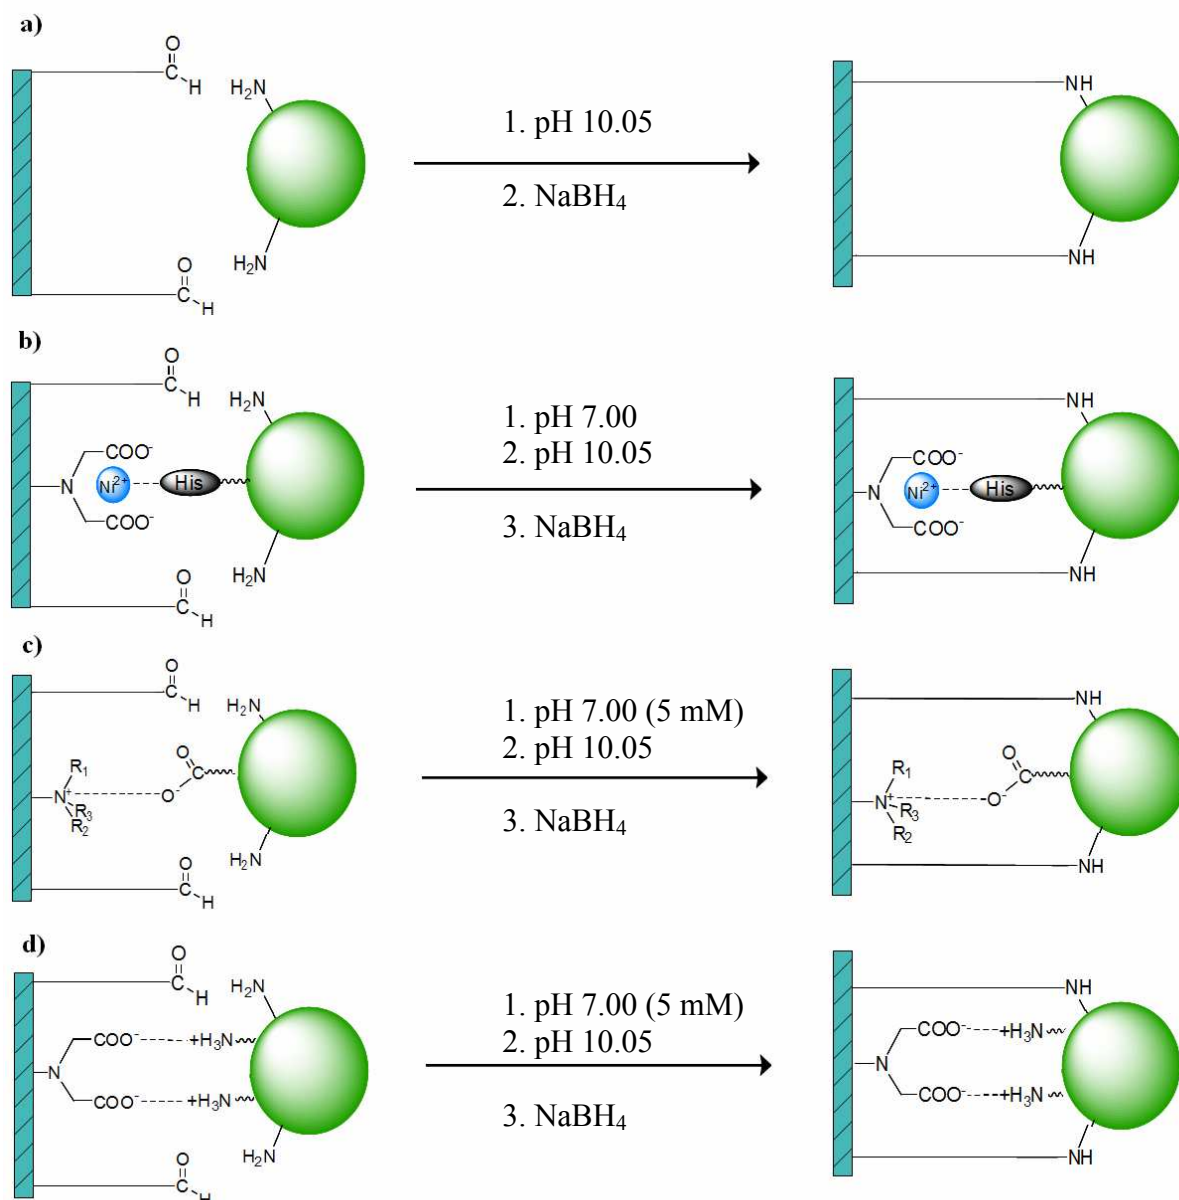 a)
O
C
H
H₂N
H₂N
O
C
H
1. pH 10.05
2. NaBH₄
NH
NH
b)
O
C
H
H₂N
COO⁻
N
Ni²⁺
His
COO⁻
H₂N
O
C
H
1. pH 7.00
2. pH 10.05
3. NaBH₄
NH
COO⁻
N
Ni²⁺
His
COO⁻
NH
c)
O
C
H
H₂N
O
C
O⁻
R₁
N⁺
R₃
R₂
H₂N
O
C
H
1. pH 7.00 (5 mM)
2. pH 10.05
3. NaBH₄
NH
O
C
O⁻
R₁
N⁺
R₃
R₂
NH
d)
O
C
H
H₂N
COO⁻
+H₃N
N
COO⁻
+H₃N
H₂N
O
C
H
1. pH 7.00 (5 mM)
2. pH 10.05
3. NaBH₄
NH
COO⁻
+H₃N
N
COO⁻
+H₃N
NH